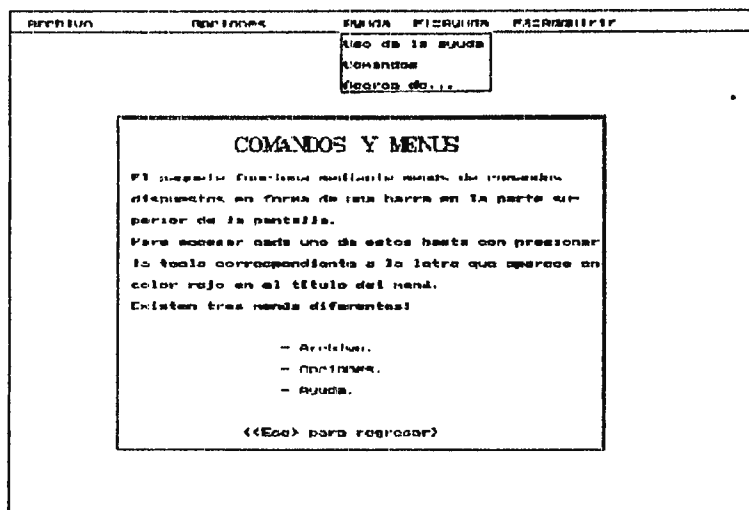 Archivo Opciones Ayuda F1=Ayuda
Uso de la ayuda
Comandos
Acerca de...
COMANDOS Y MENUS
El paquete funciona mediante menús de comandos
dispuestos en forma de una barra en la parte su-
perior de la pantalla.
Para accesar cada uno de estos basta con presionar
la tecla correspondiente a la letra que aparece en
color rojo en el título del menú.
Existen tres menús diferentes:
- Archivo.
- Opciones.
- Ayuda.
<<Esc> para regresar>